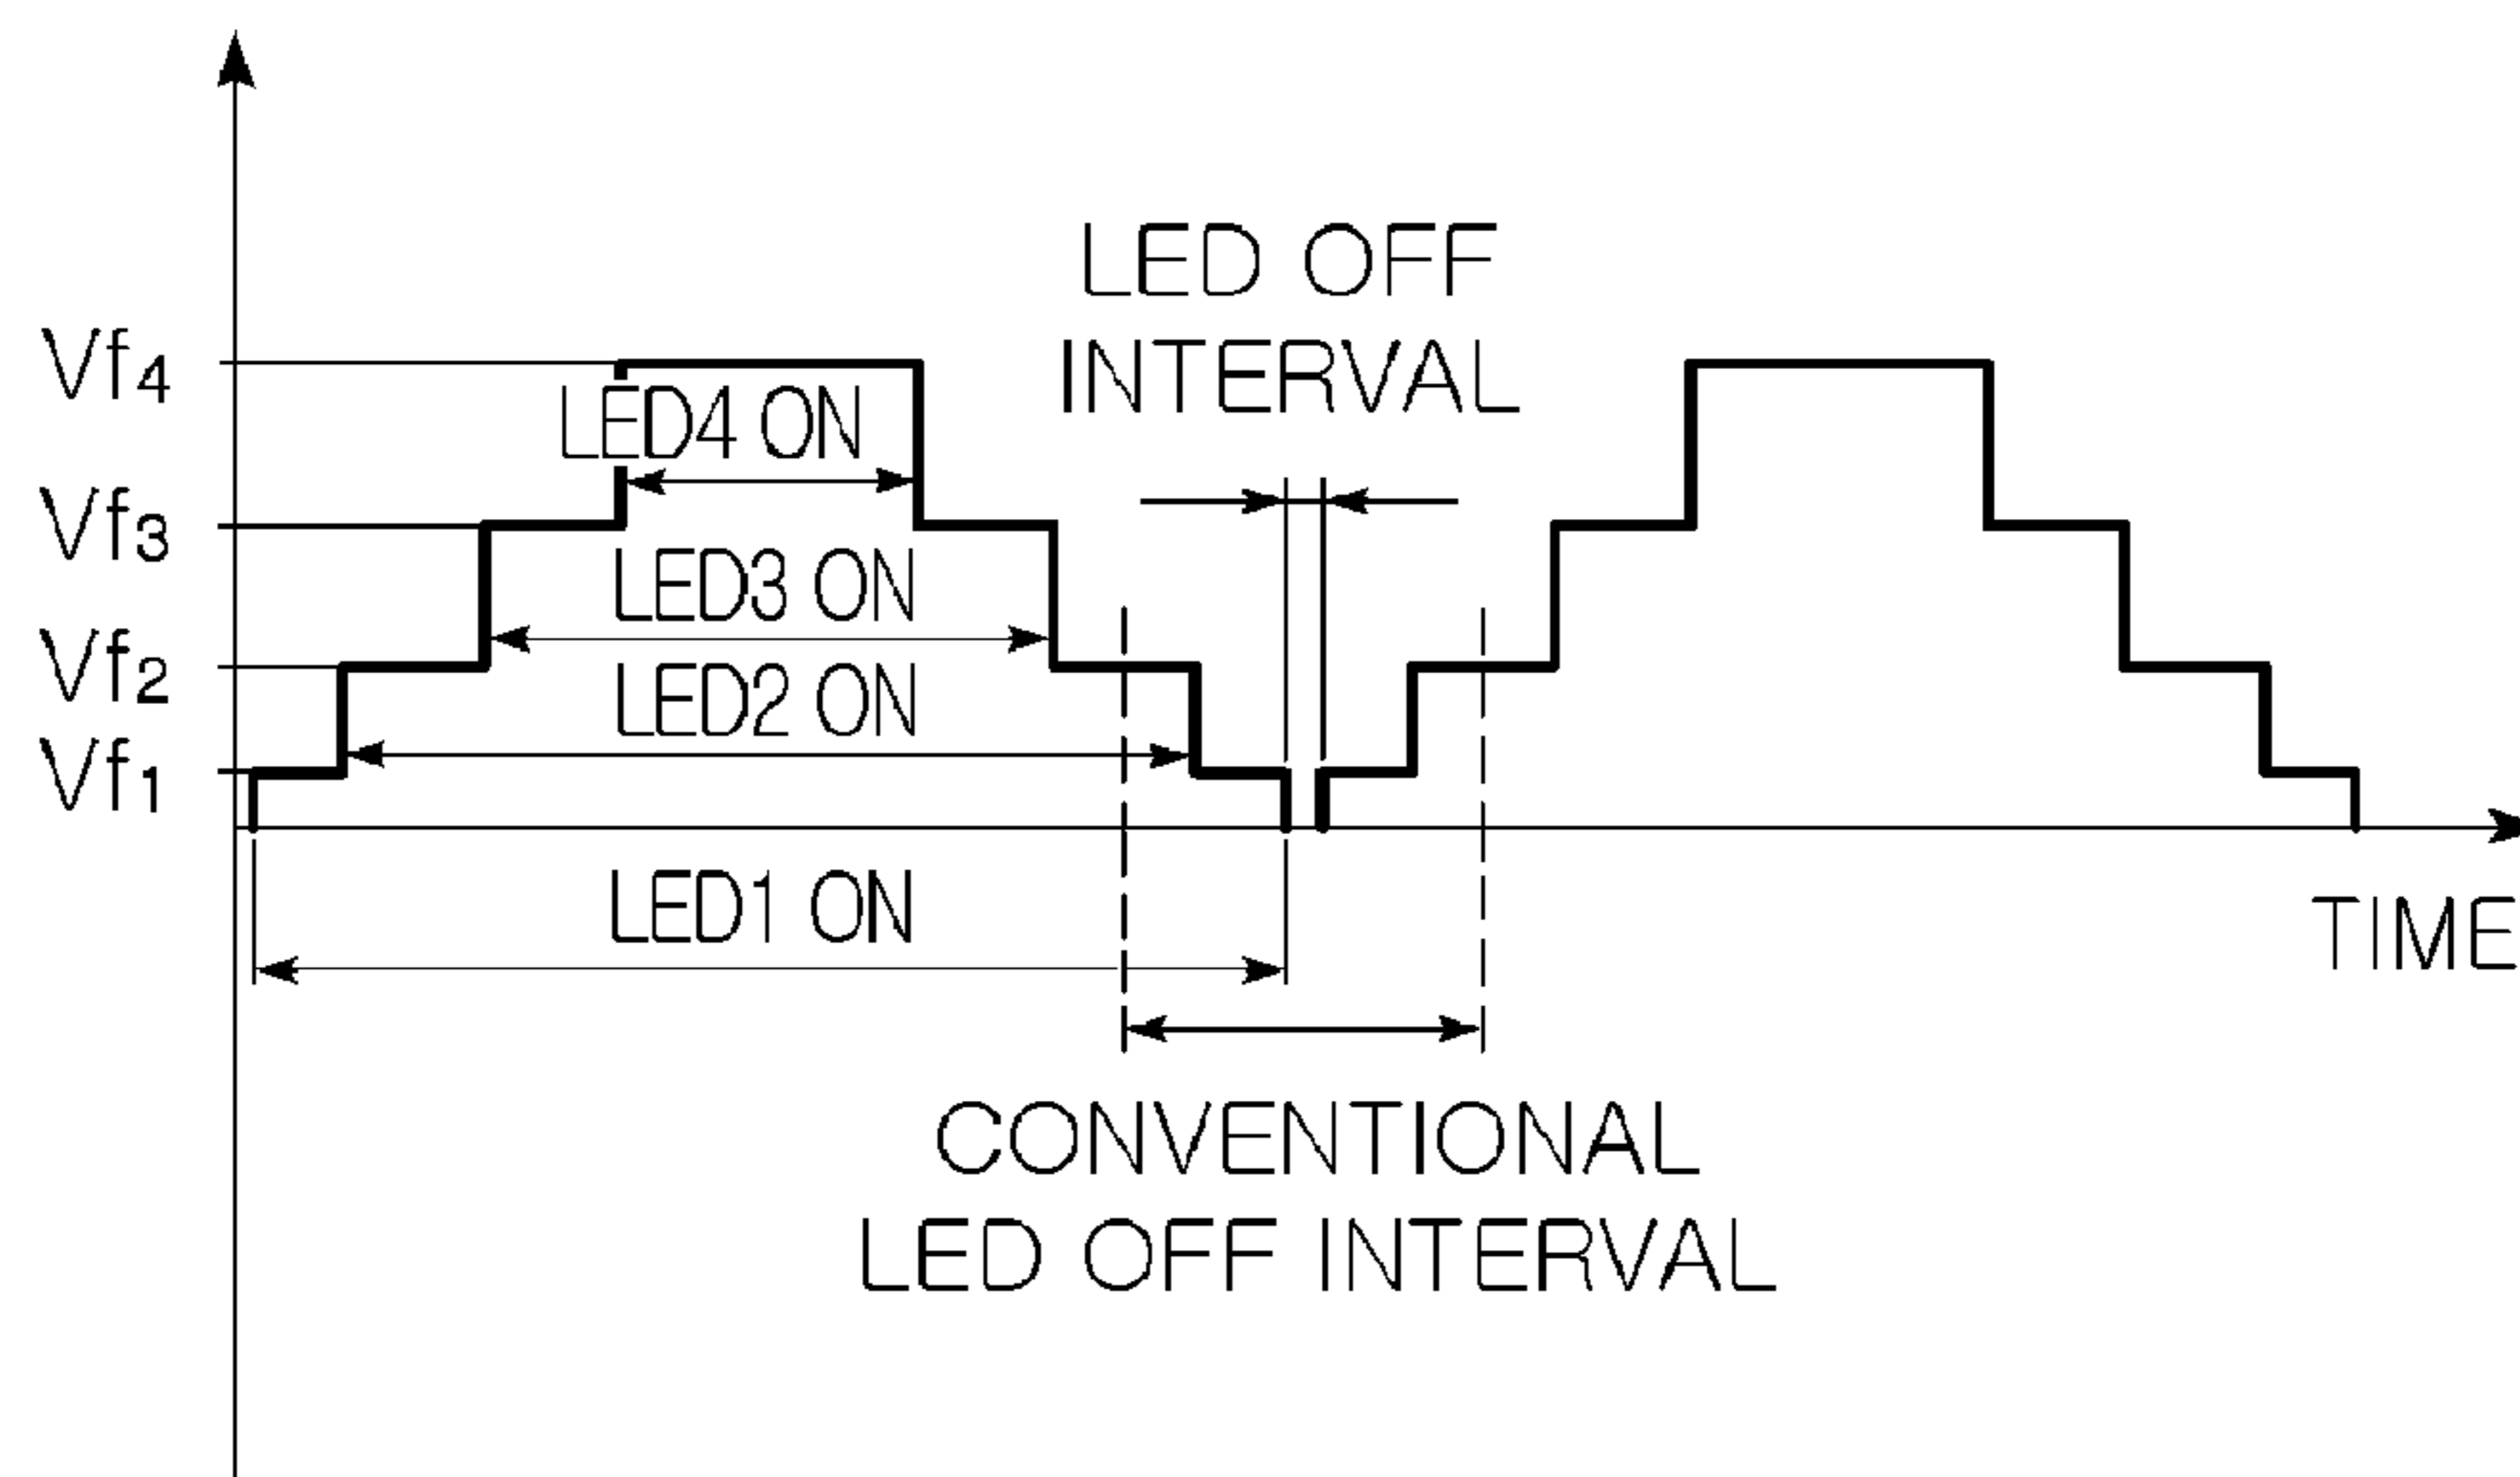 LED OFF
INTERVAL
Vf4
LED4 ON
Vf3
LED3 ON
Vf2
LED2 ON
Vf1
LED1 ON
TIME
CONVENTIONAL
LED OFF INTERVAL